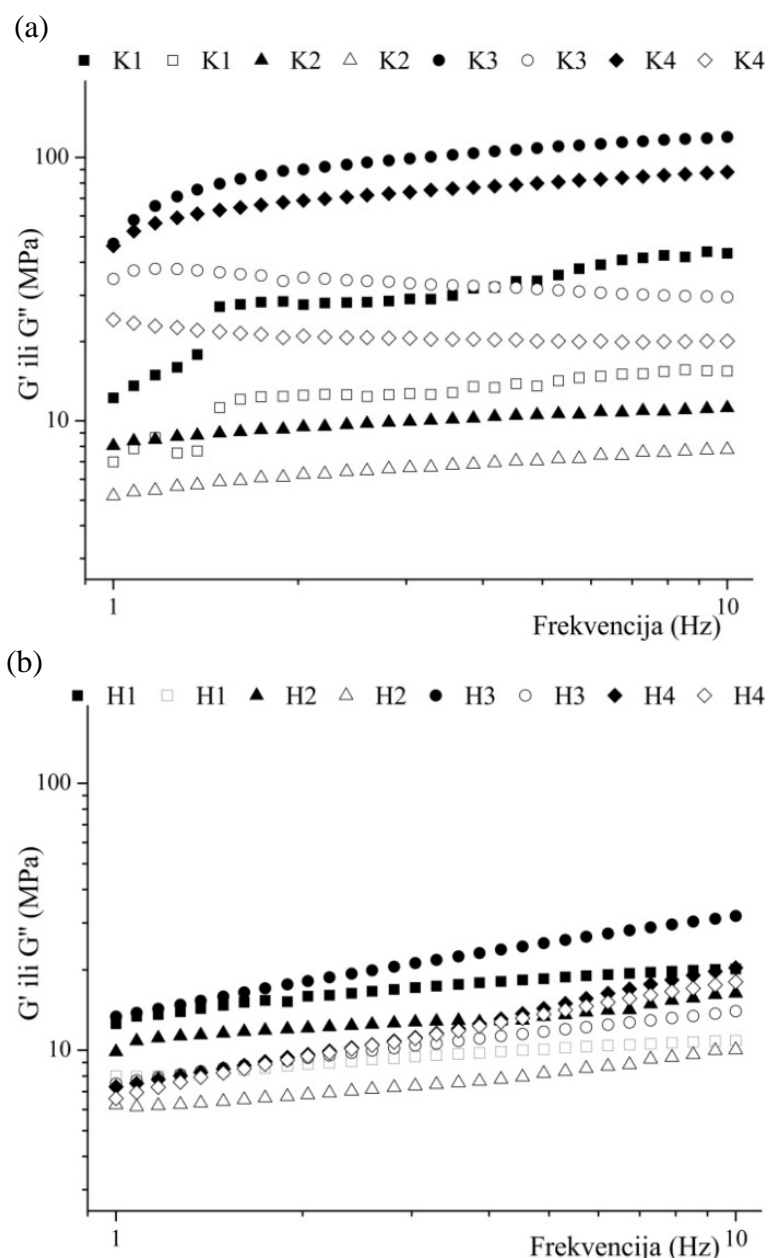 (a)
K1 K1 K2 K2 K3 K3 K4 K4
100
G' ili G" (MPa)
10
1 10
Frekvencija (Hz)
(b)
H1 H1 H2 H2 H3 H3 H4 H4
100
G' ili G" (MPa)
10
1 10
Frekvencija (Hz)